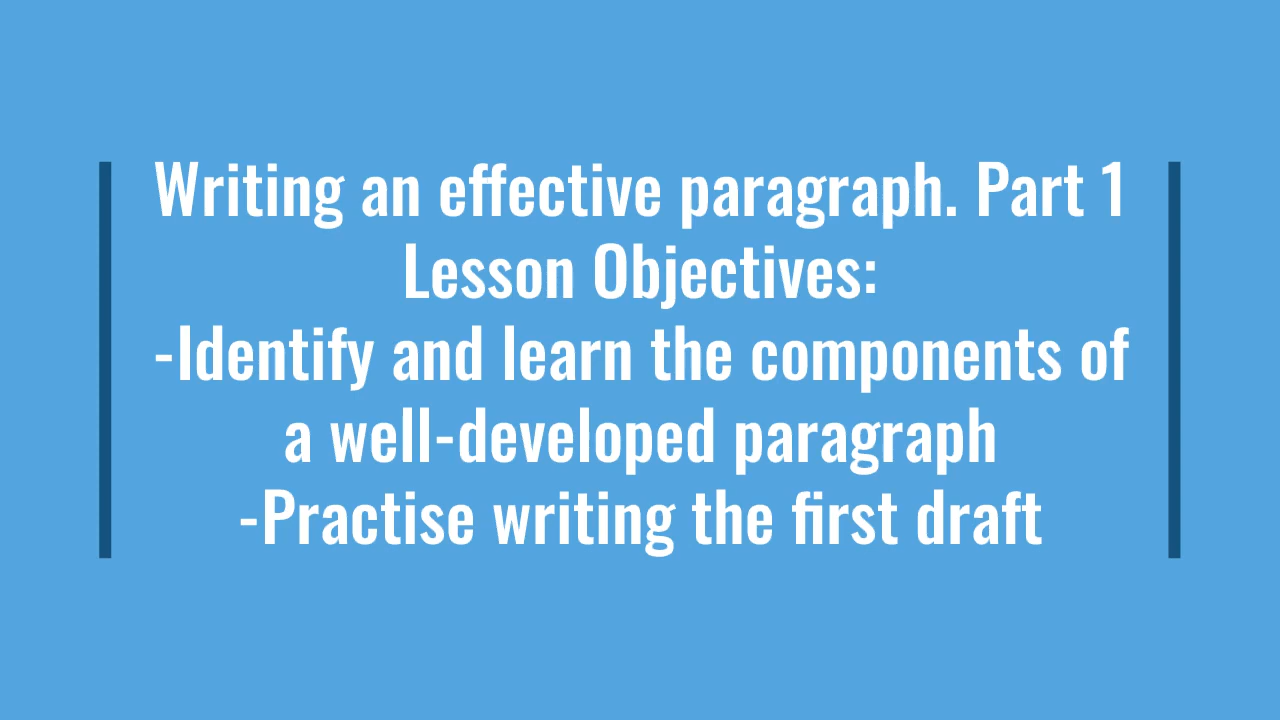 Writing an effective paragraph. Part 1
Lesson Objectives:
-Identify and learn the components of
a well-developed paragraph
-Practise writing the first draft